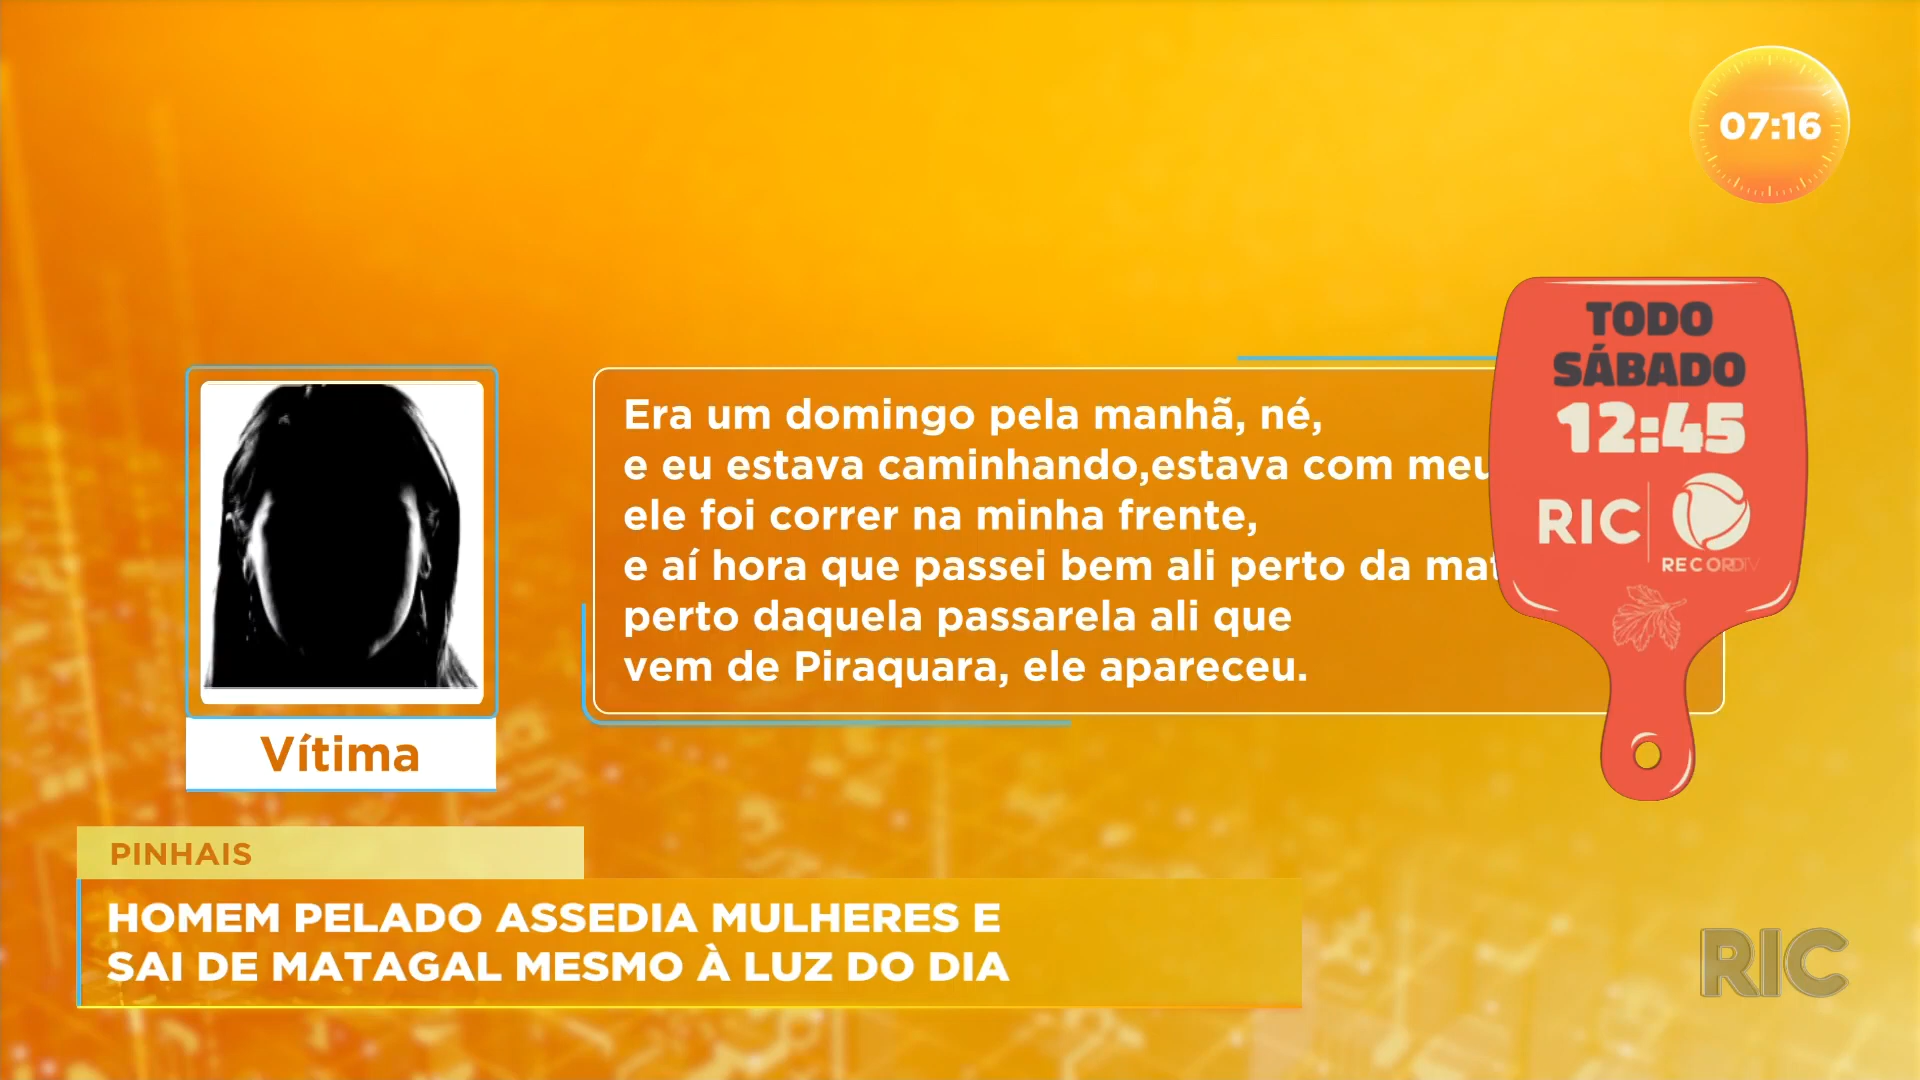 07:16
TODO
SÁBADO
12:45
RIC
RECORDTV
Era um domingo pela manhã, né,
e eu estava caminhando,estava com meu
ele foi correr na minha frente,
e aí hora que passei bem ali perto da
perto daquela passarela ali que
vem de Piraquara, ele apareceu.
Vítima
PINHAIS
HOMEM PELADO ASSEDIA MULHERES E
SAI DE MATAGAL MESMO À LUZ DO DIA
RIC